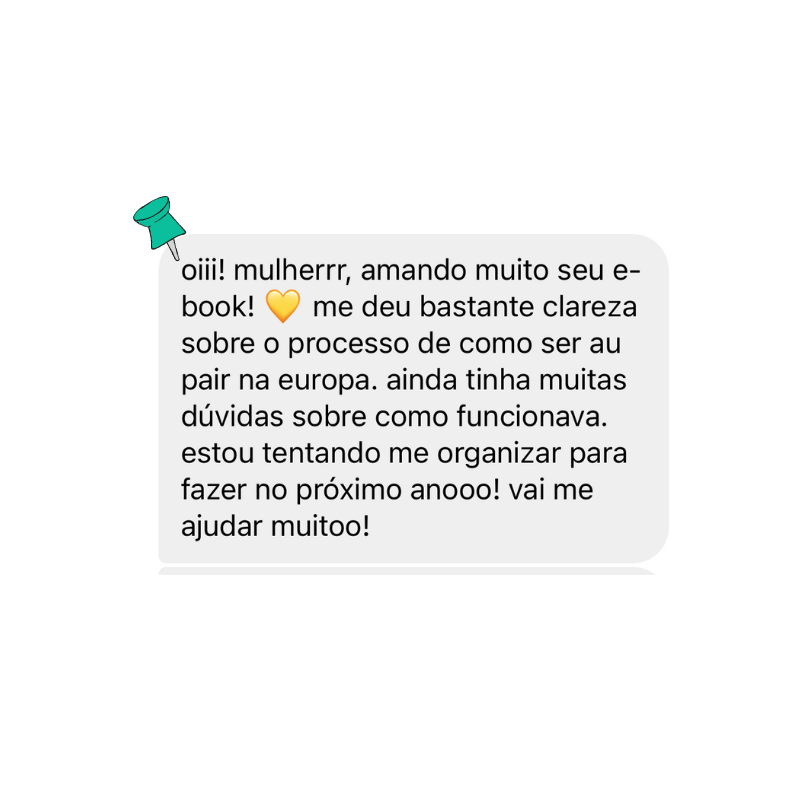 oiii! mulherrr, amando muito seu e-
book! 💛 me deu bastante clareza
sobre o processo de como ser au
pair na europa. ainda tinha muitas
dúvidas sobre como funcionava.
estou tentando me organizar para
fazer no próximo anooo! vai me
ajudar muitoo!